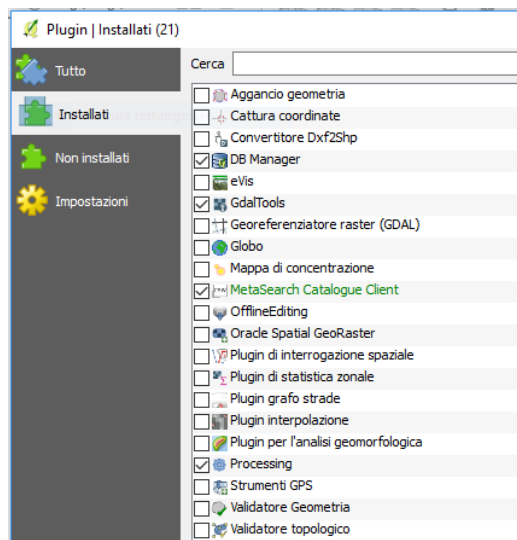 Plugin | Installati (21)
Tutto
Installati
Non installati
Impostazioni
Cerca
Aggancio geometria
Cattura coordinate
Convertitore Dxf2Shp
DB Manager
eVis
GdalTools
Georeferenziatore raster (GDAL)
Globo
Mappa di concentrazione
MetaSearch Catalogue Client
OfflineEditing
Oracle Spatial GeoRaster
Plugin di interrogazione spaziale
Plugin di statistica zonale
Plugin grafo strade
Plugin interpolazione
Plugin per l'analisi geomorfologica
Processing
Strumenti GPS
Validatore Geometria
Validatore topologico